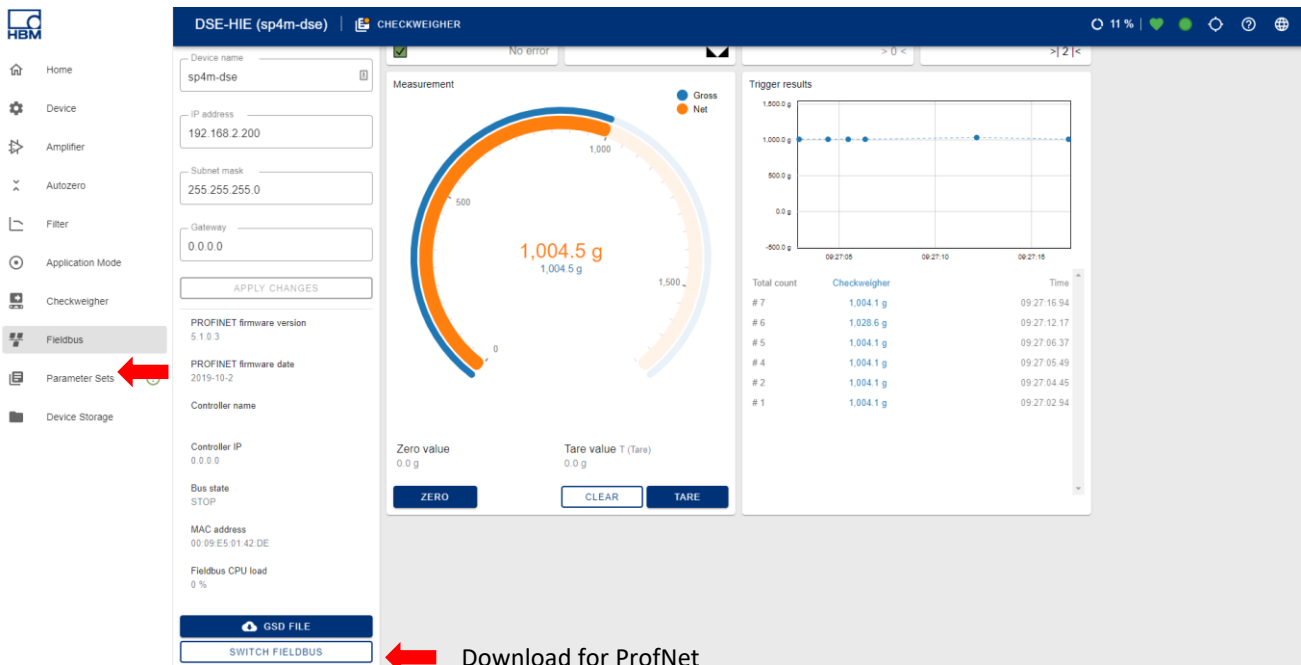 HBM
DSE-HIE (sp4m-dse)
CHECKWEIGHER
11 %
Home
Device
Amplifier
Autozero
Filter
Application Mode
Checkweigher
Fieldbus
Parameter Sets
Device Storage
Device name
sp4m-dse
IP address
192.168.2.200
Subnet mask
255.255.255.0
Gateway
0.0.0.0
APPLY CHANGES
PROFINET firmware version
5.1.0.3
PROFINET firmware date
2019-10-2
Controller name
Controller IP
0.0.0.0
Bus state
STOP
MAC address
00:09:E5:01:42:DE
Fieldbus CPU load
0 %
GSD FILE
SWITCH FIELDBUS
No error
> 0 <
>| 2 |<
Measurement
Gross
Net
0
500
1,000
1,500
1,004.5 g
1,004.5 g
Zero value
0.0 g
Tare value T (Tare)
0.0 g
ZERO
CLEAR
TARE
Trigger results
1,500.0 g
1,000.0 g
500.0 g
0.0 g
-500.0 g
09:27:05 09:27:10 09:27:15
Total count Checkweigher Time
# 7 1,004.1 g 09:27:16.94
# 6 1,028.6 g 09:27:12.17
# 5 1,004.1 g 09:27:06.37
# 4 1,004.1 g 09:27:05.49
# 2 1,004.1 g 09:27:04.45
# 1 1,004.1 g 09:27:02.94
Download for ProfNet